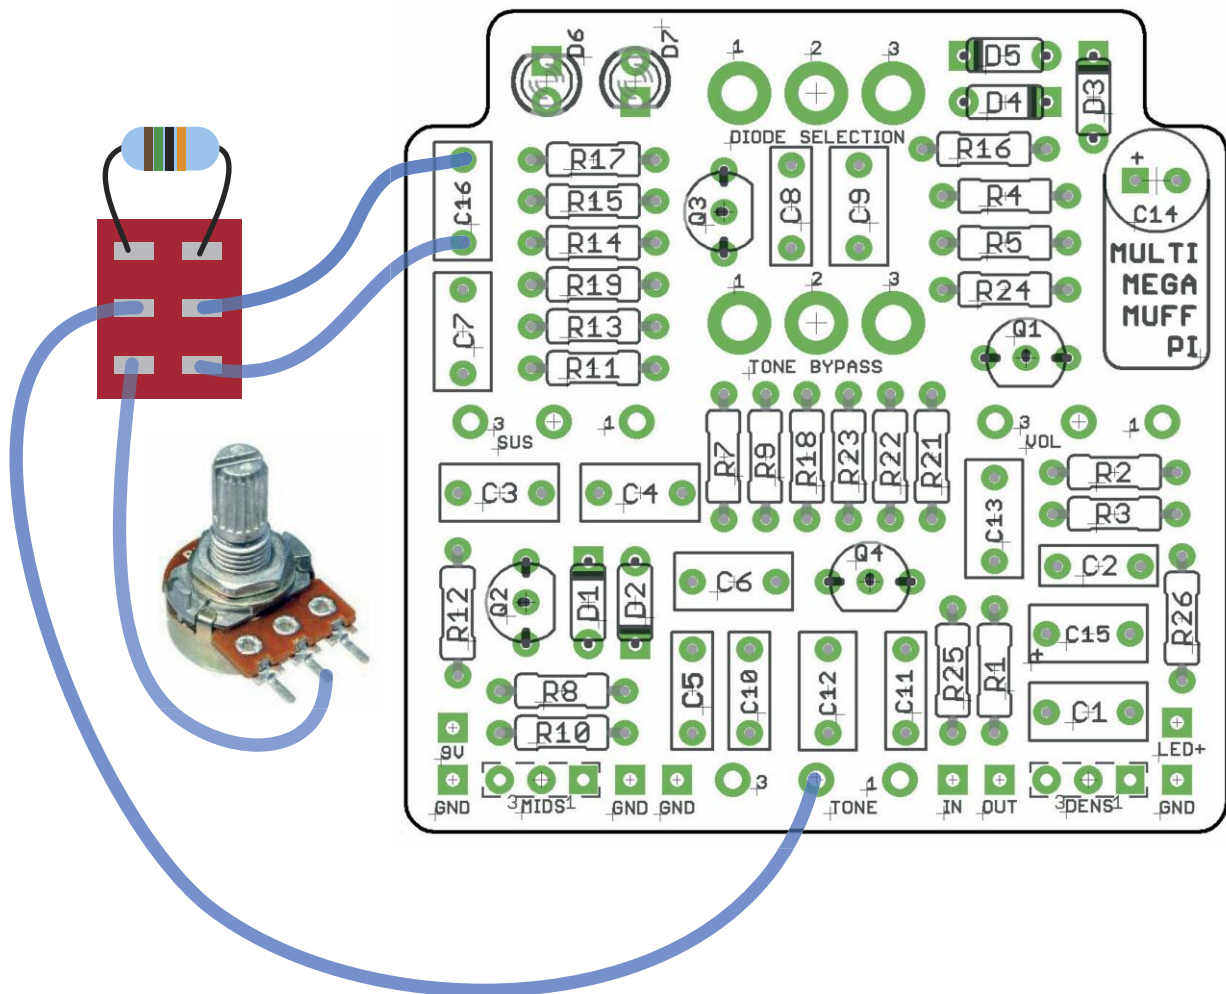 D6
D7
1
2
3
D5
D4
D3
DIODE SELECTION
R17
R16
+
C16
R15
Q3
C8
C9
R4
C14
R14
R5
MULTI
MEGA
MUFF
PI
R19
1
2
3
R24
C7
R13
Q1
R11
TONE BYPASS
3
SUS
1
3
VOL
1
R7
R9
R18
R23
R22
R21
R2
C3
C4
C13
R3
Q4
C2
C6
R12
Q2
D1
D2
R26
C15
+
C5
C10
C12
C11
R25
R1
R8
C1
R10
9V
LED+
GND
3
MIDS
1
GND
GND
3
TONE
1
IN
OUT
3
DENS
1
GND